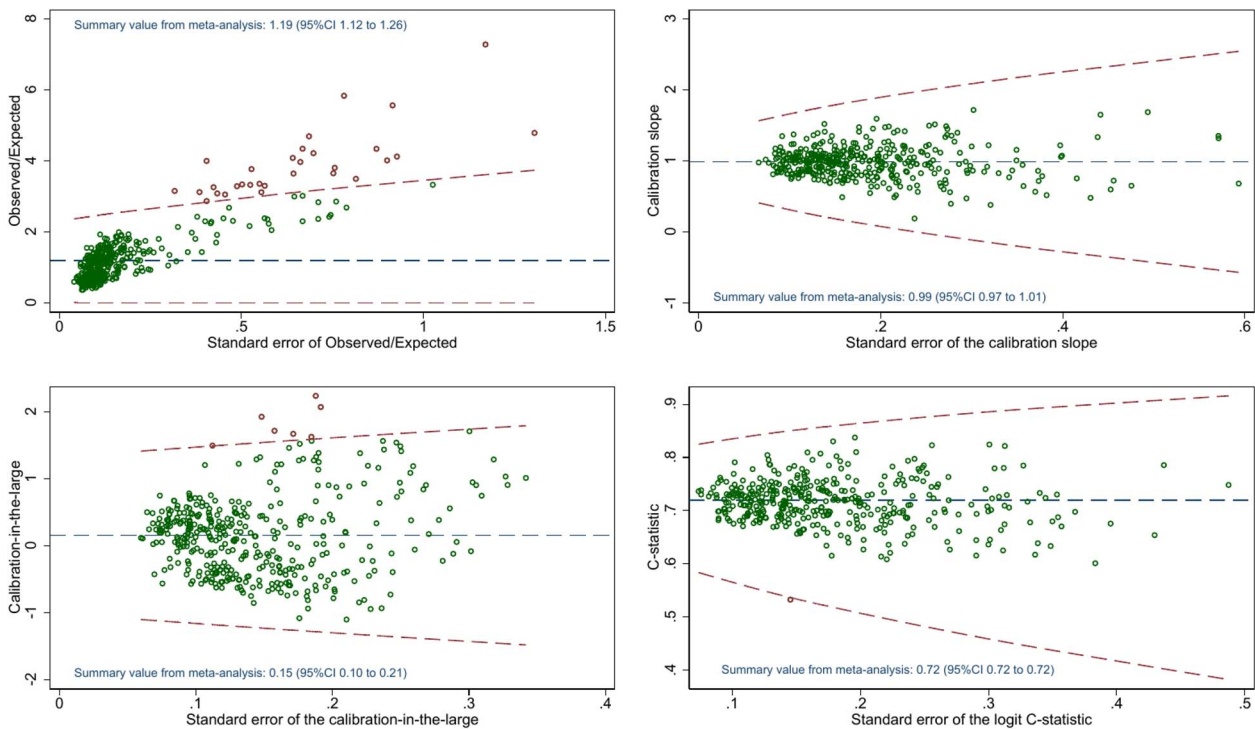 Summary value from meta-analysis: 1.19 (95%CI 1.12 to 1.26)
8
6
4
2
0
Observed/Expected
0 .5 1 1.5
Standard error of Observed/Expected
3
2
1
0
-1
Calibration slope
Summary value from meta-analysis: 0.99 (95%CI 0.97 to 1.01)
0 .2 .4 .6
Standard error of the calibration slope
2
1
0
-1
-2
Calibration-in-the-large
Summary value from meta-analysis: 0.15 (95%CI 0.10 to 0.21)
0 .1 .2 .3 .4
Standard error of the calibration-in-the-large
.9
.8
.7
.6
.5
.4
C-statistic
Summary value from meta-analysis: 0.72 (95%CI 0.72 to 0.72)
.1 .2 .3 .4 .5
Standard error of the logit C-statistic